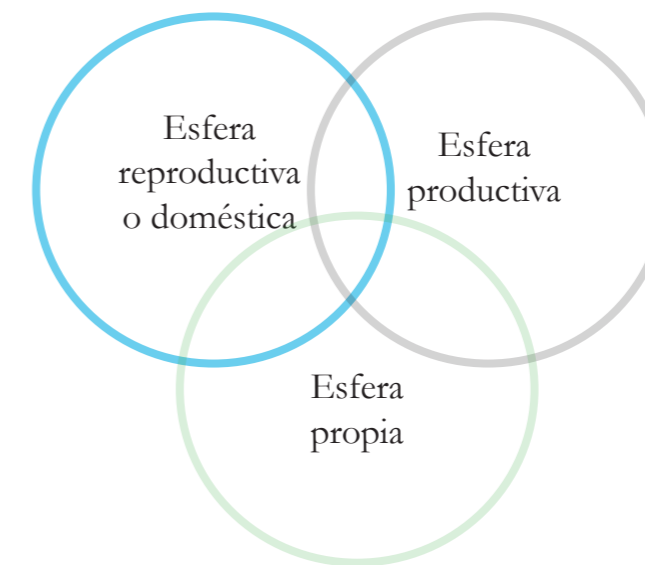 Esfera
reproductiva
o doméstica
Esfera
productiva
Esfera
propia